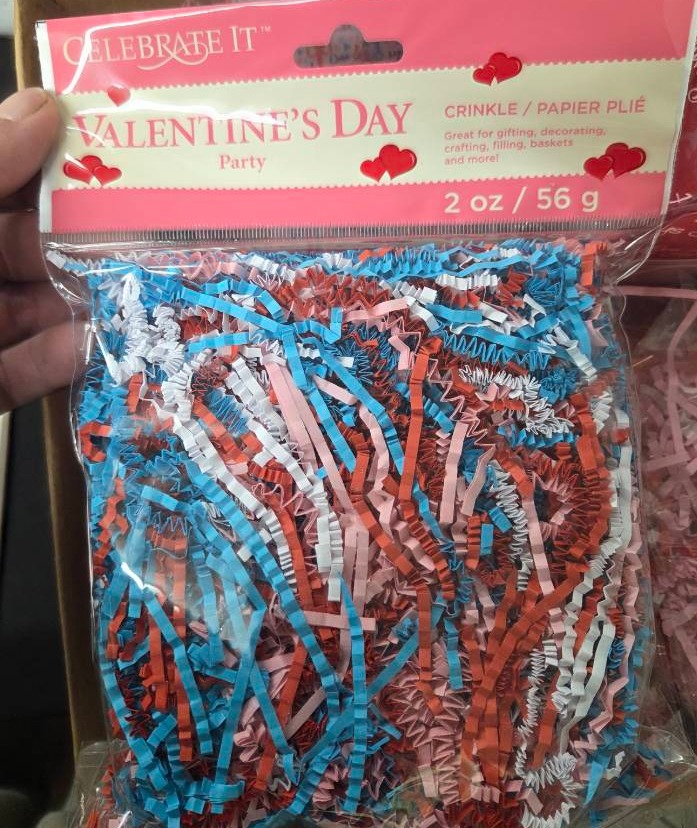 CELEBRATE IT™
VALENTINE'S DAY
Party
CRINKLE / PAPIER PLIÉ
Great for gifting, decorating,
crafting, filling, baskets
and more!
2 oz / 56 g